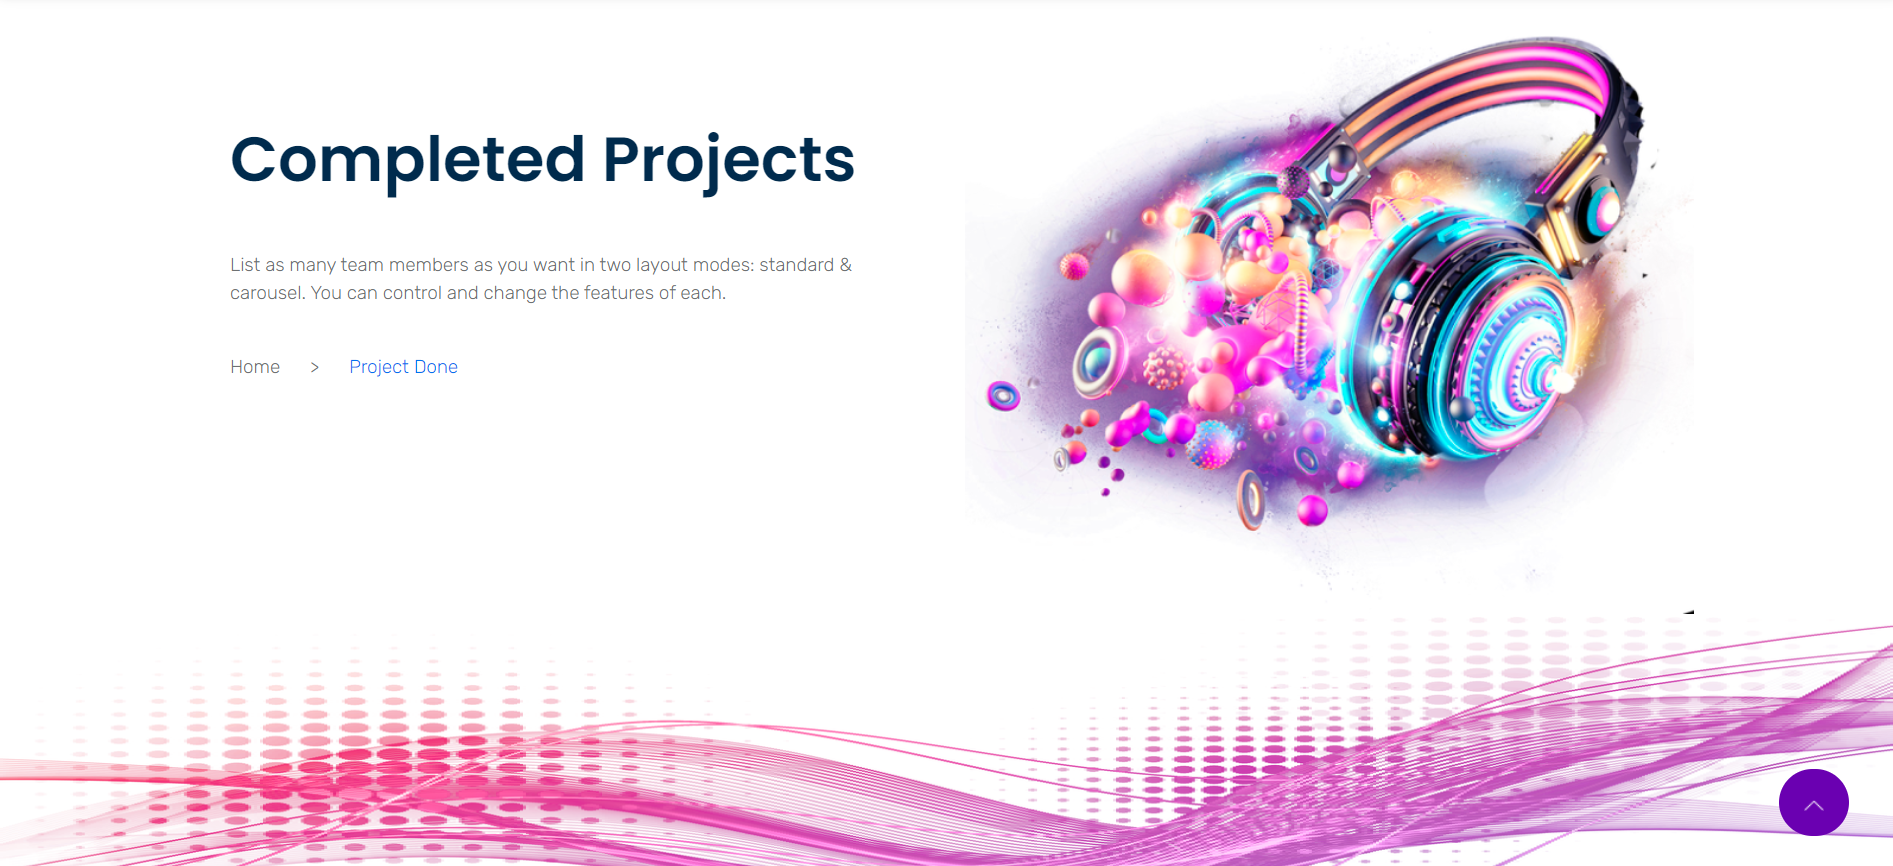 Completed Projects
List as many team members as you want in two layout modes: standard &
carousel. You can control and change the features of each.
Home > Project Done